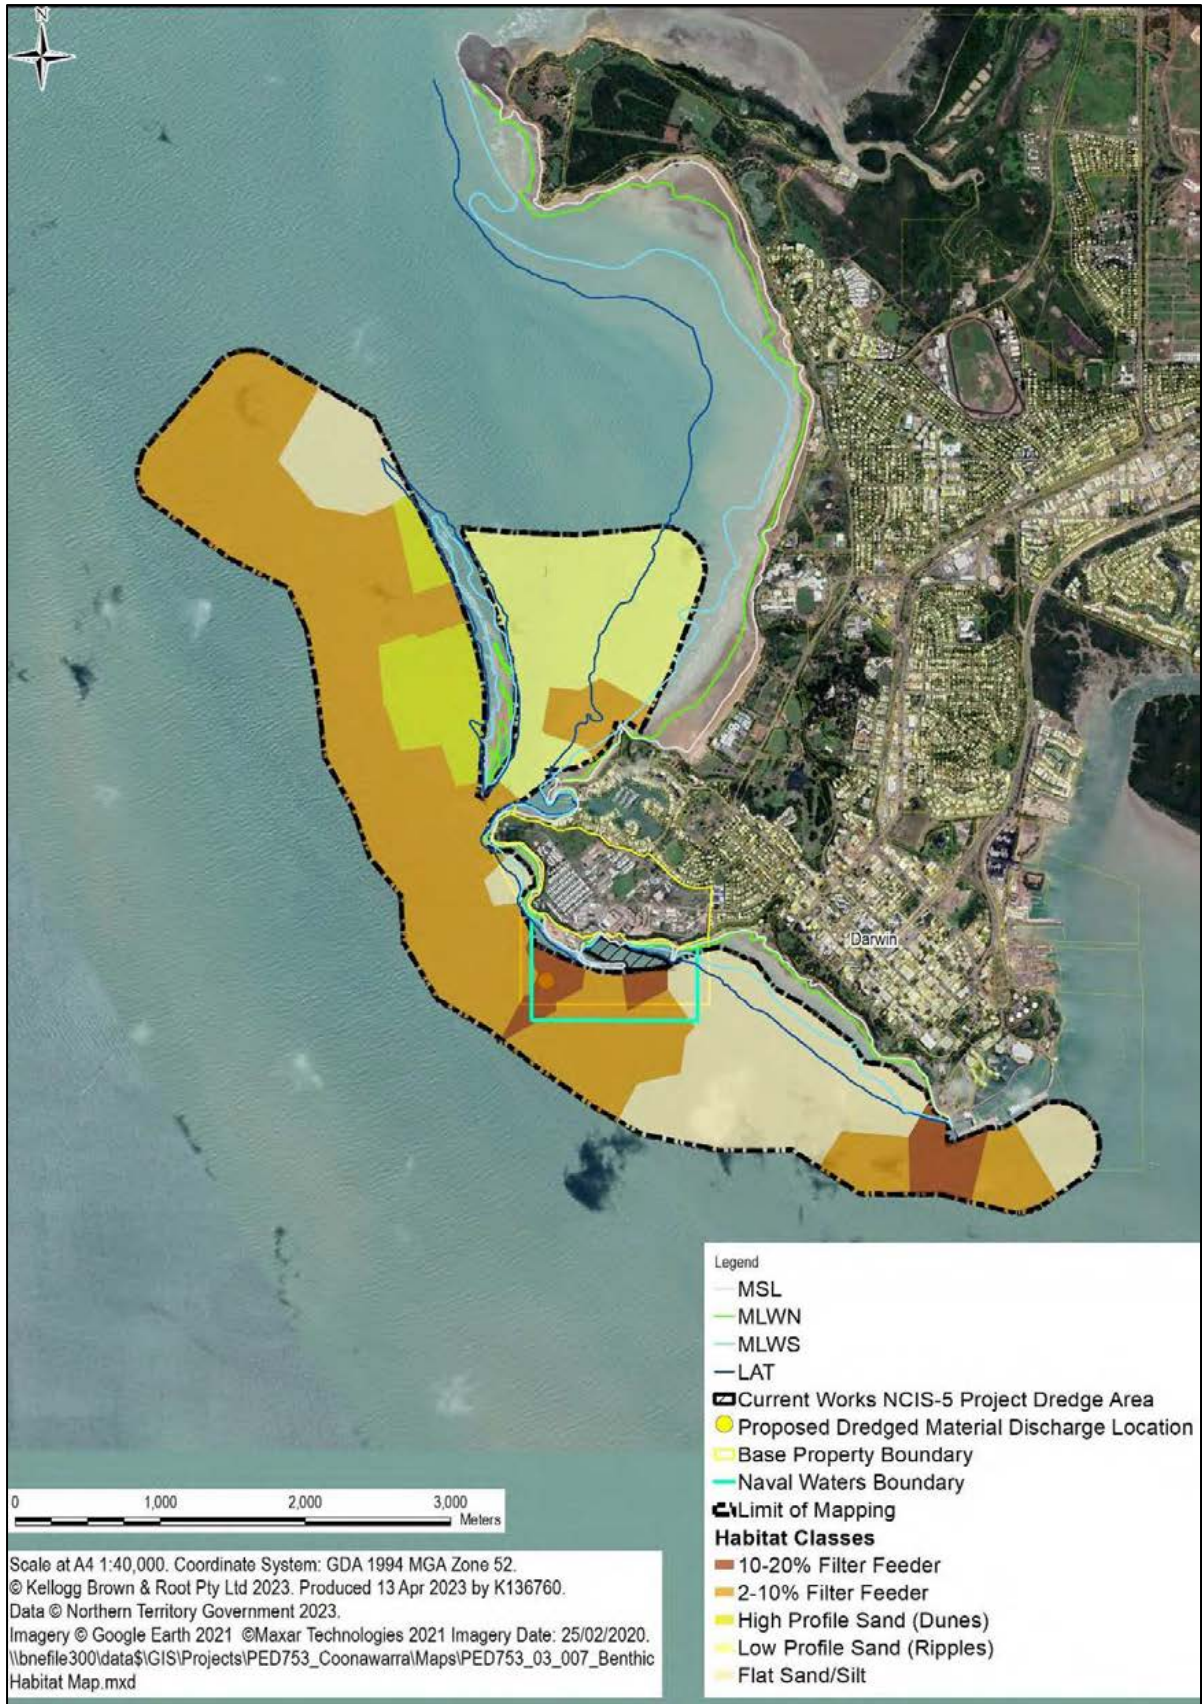 N
Darwin
Legend
MSL
MLWN
MLWS
LAT
Current Works NCIS-5 Project Dredge Area
Proposed Dredged Material Discharge Location
Base Property Boundary
Naval Waters Boundary
Limit of Mapping
Habitat Classes
10-20% Filter Feeder
2-10% Filter Feeder
High Profile Sand (Dunes)
Low Profile Sand (Ripples)
Flat Sand/Silt
0 1,000 2,000 3,000
Meters
Scale at A4 1:40,000. Coordinate System: GDA 1994 MGA Zone 52.
© Kellogg Brown & Root Pty Ltd 2023. Produced 13 Apr 2023 by K136760.
Data © Northern Territory Government 2023.
Imagery © Google Earth 2021 ©Maxar Technologies 2021 Imagery Date: 25/02/2020.
\\bnefile300\data$\GIS\Projects\PED753_Coonawarra\Maps\PED753_03_007_Benthic
Habitat Map.mxd